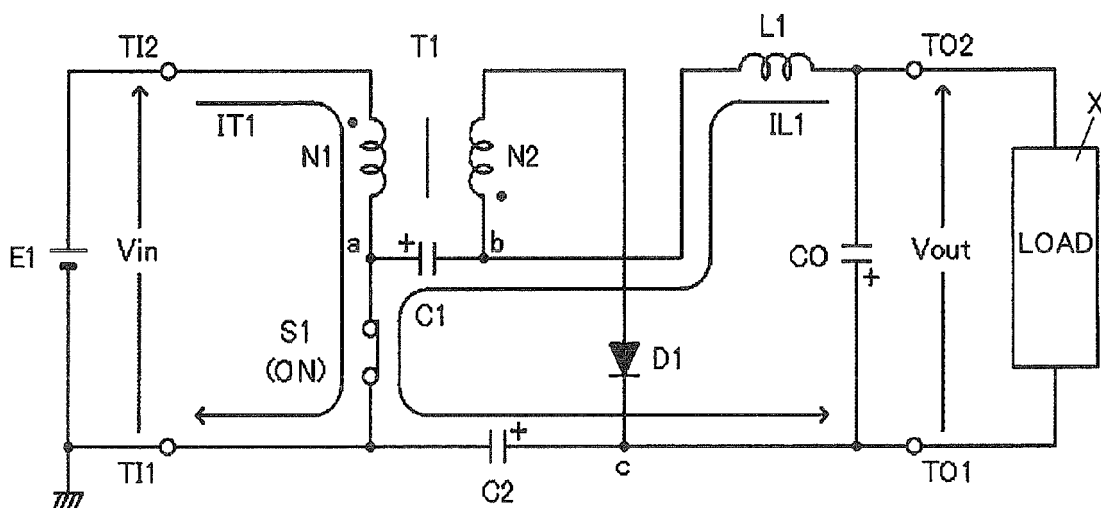 L1
TI2
T1
TO2
X
IT1
IL1
N1
N2
a
+
b
E1
Vin
CO
Vout
LOAD
+
C1
S1
(ON)
D1
+
TI1
C2
c
TO1